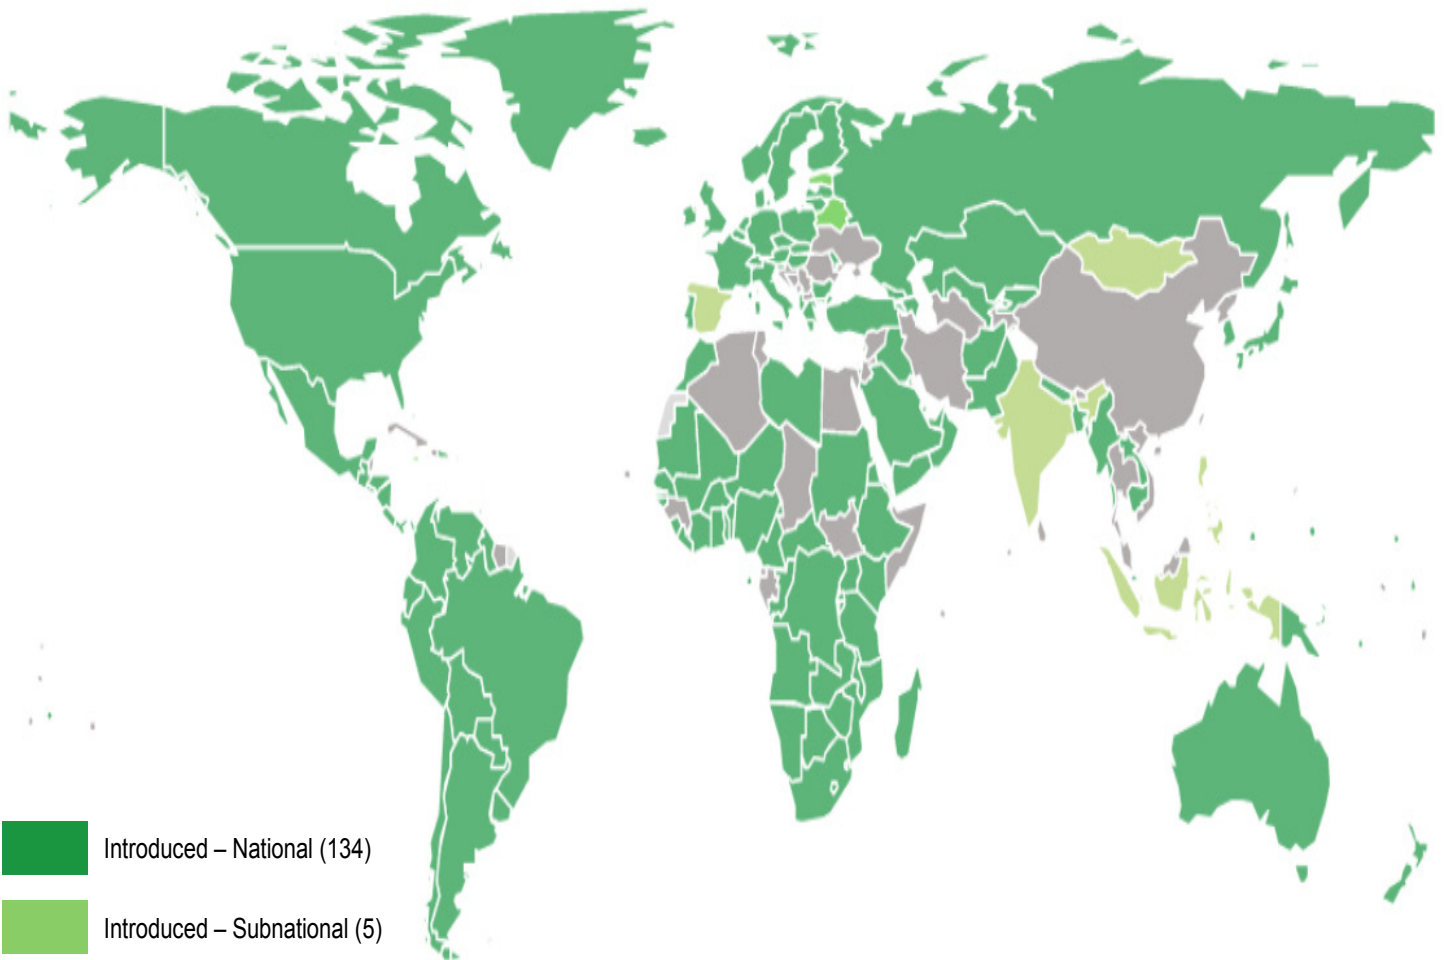 Introduced – National (134)
Introduced – Subnational (5)